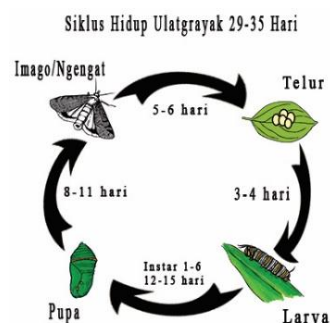 Siklus Hidup Ulatgrayak 29-35 Hari
Imago/Ngengat
5-6 hari
Telur
8-11 hari
3-4 hari
Instar 1-6
12-15 hari
Pupa
Larva